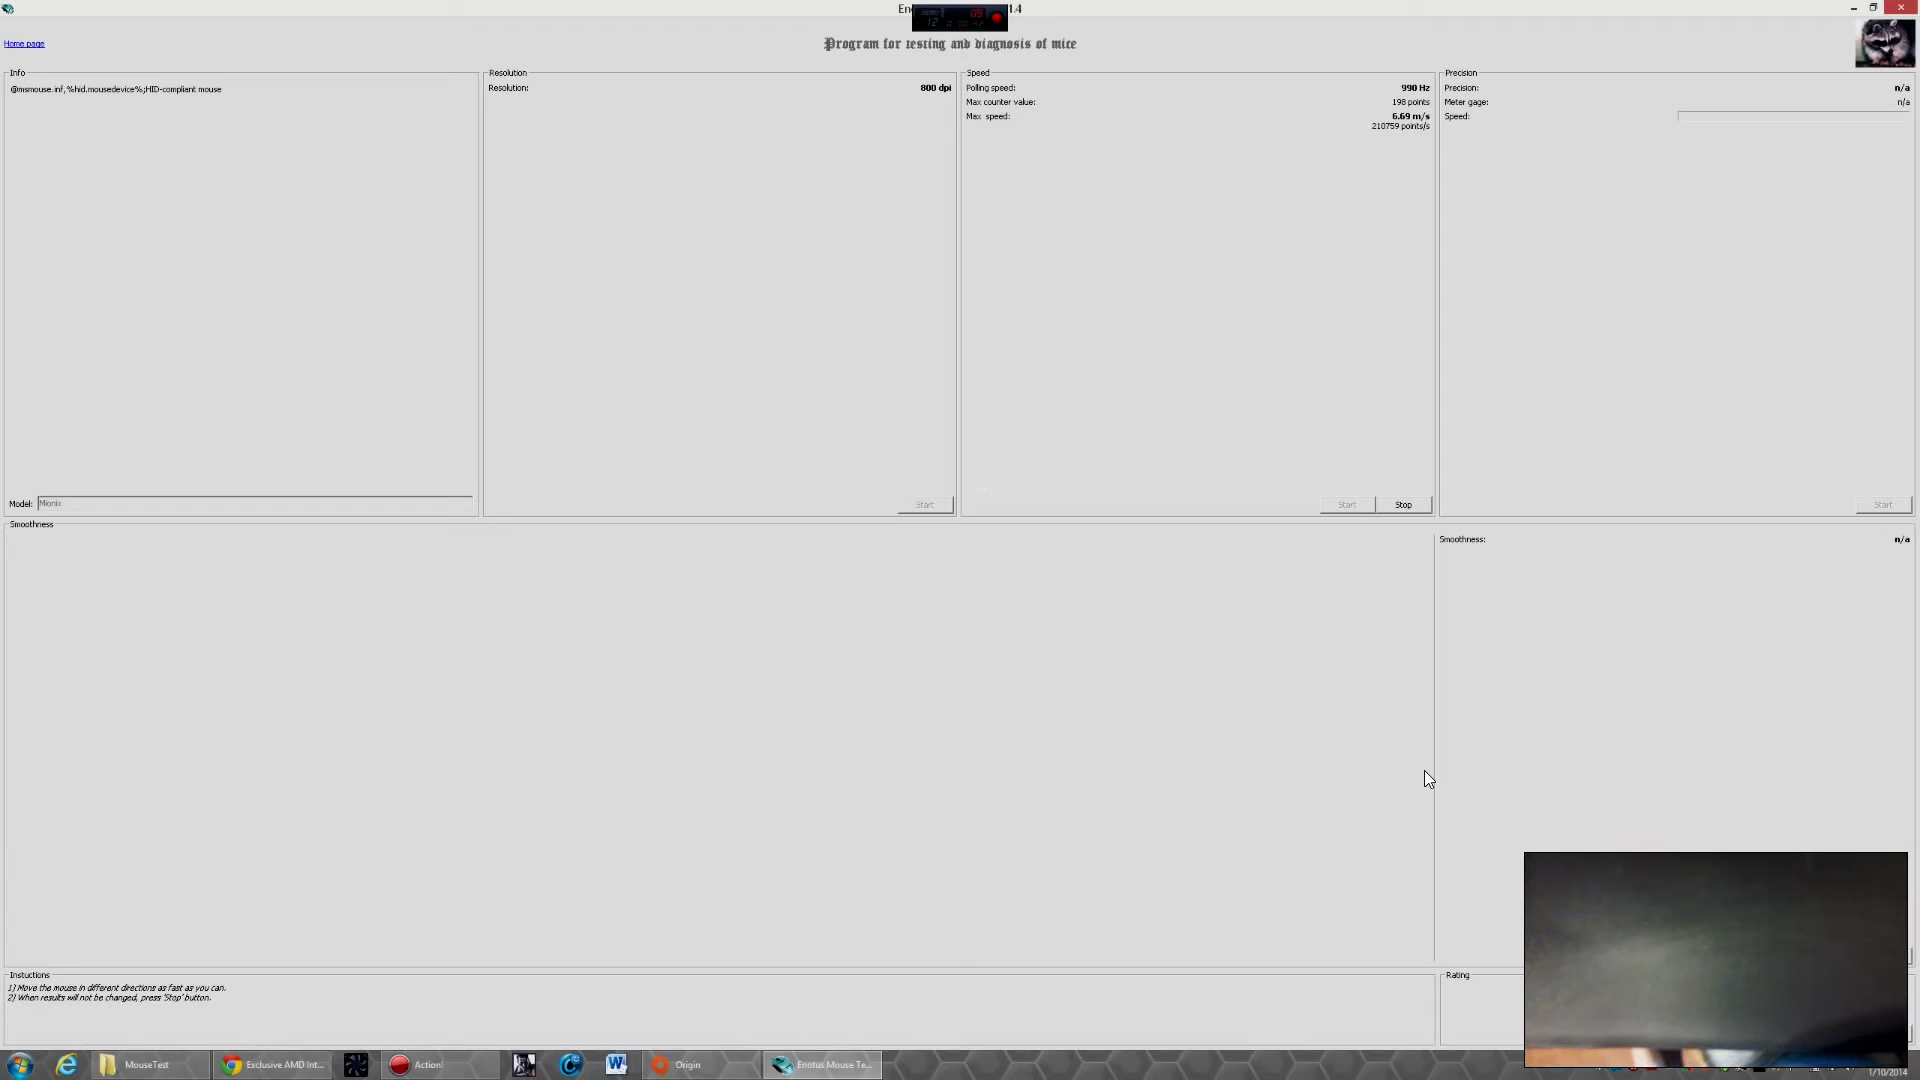 1.4
Home page
Program for testing and diagnosis of mice
Info
@msmouse.inf,%hid.mousedevice%;HID-compliant mouse
Model: Mionix
Resolution
Resolution: 800 dpi
Start
Speed
Polling speed: 990 Hz
Max counter value: 198 points
Max speed: 6.69 m/s
210759 points/s
Start Stop
Precision
Precision: n/a
Meter gage: n/a
Speed:
Start
Smoothness
Smoothness: n/a
Instuctions
1) Move the mouse in different directions as fast as you can.
2) When results will not be changed, press 'Stop' button.
Rating
MouseTest
Exclusive AMD Int...
Action!
Origin
Enotus Mouse Te...
1/10/2014